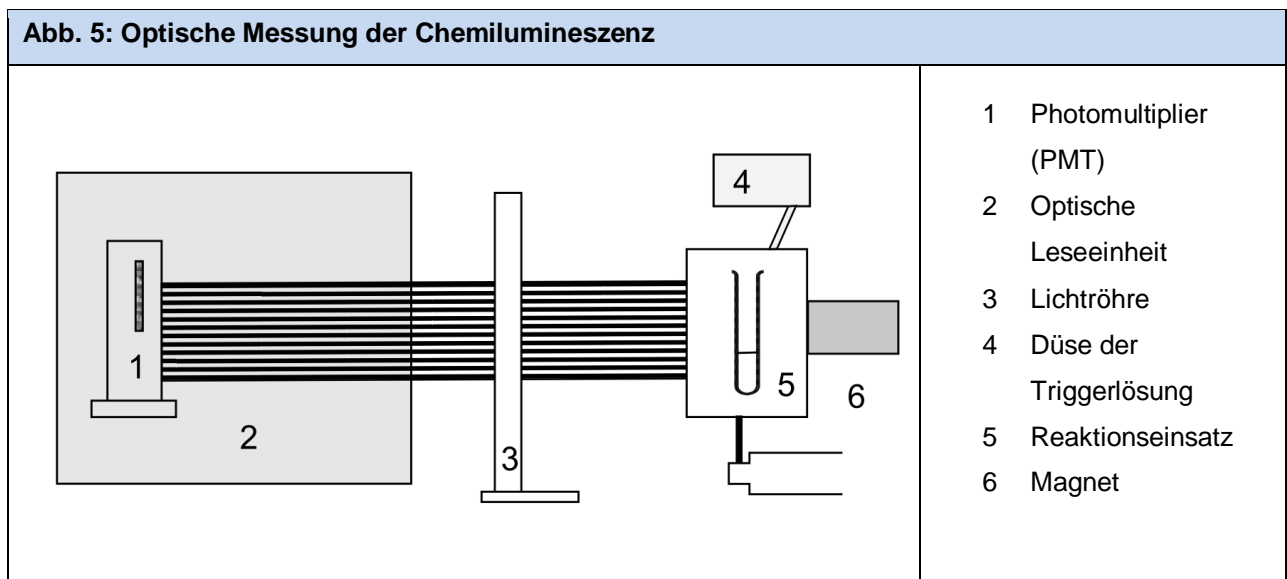 Abb. 5: Optische Messung der Chemilumineszenz
1
2
3
4
5
6
1 Photomultiplier
(PMT)
2 Optische
Leseeinheit
3 Lichtröhre
4 Düse der
Triggerlösung
5 Reaktionseinsatz
6 Magnet